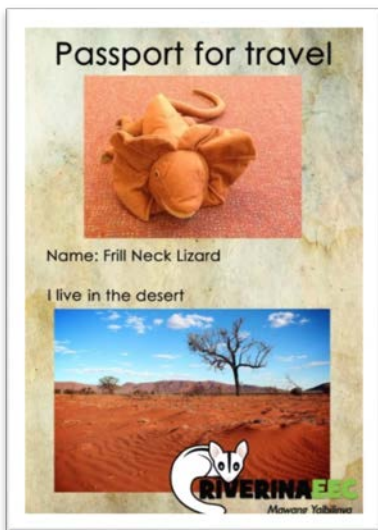 Passport for travel
Name: Frill Neck Lizard
I live in the desert
RIVERINAEEC
Mawang Yalbilinya